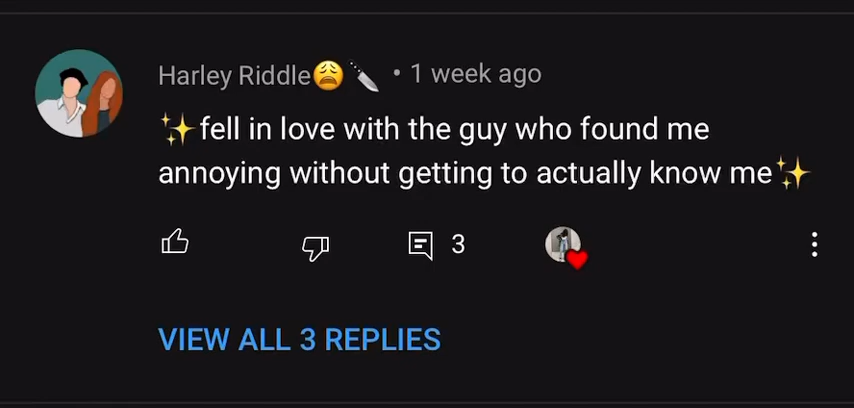 Harley Riddle😩🔪 • 1 week ago
✨fell in love with the guy who found me
annoying without getting to actually know me✨
3
VIEW ALL 3 REPLIES